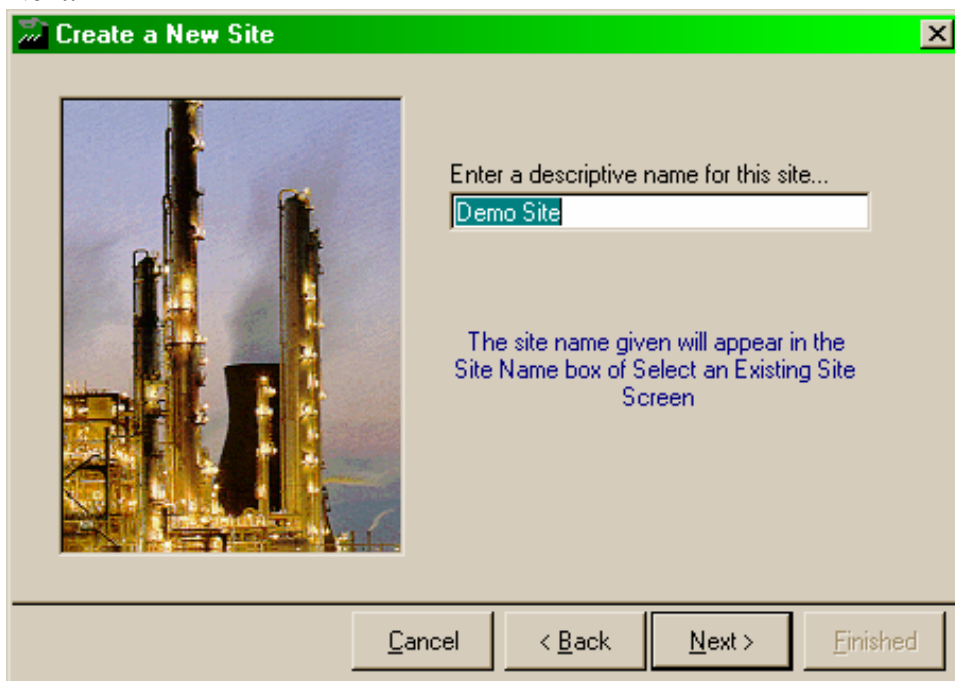 Create a New Site
Enter a descriptive name for this site...
Demo Site
The site name given will appear in the
Site Name box of Select an Existing Site
Screen
Cancel
< Back
Next >
Finished